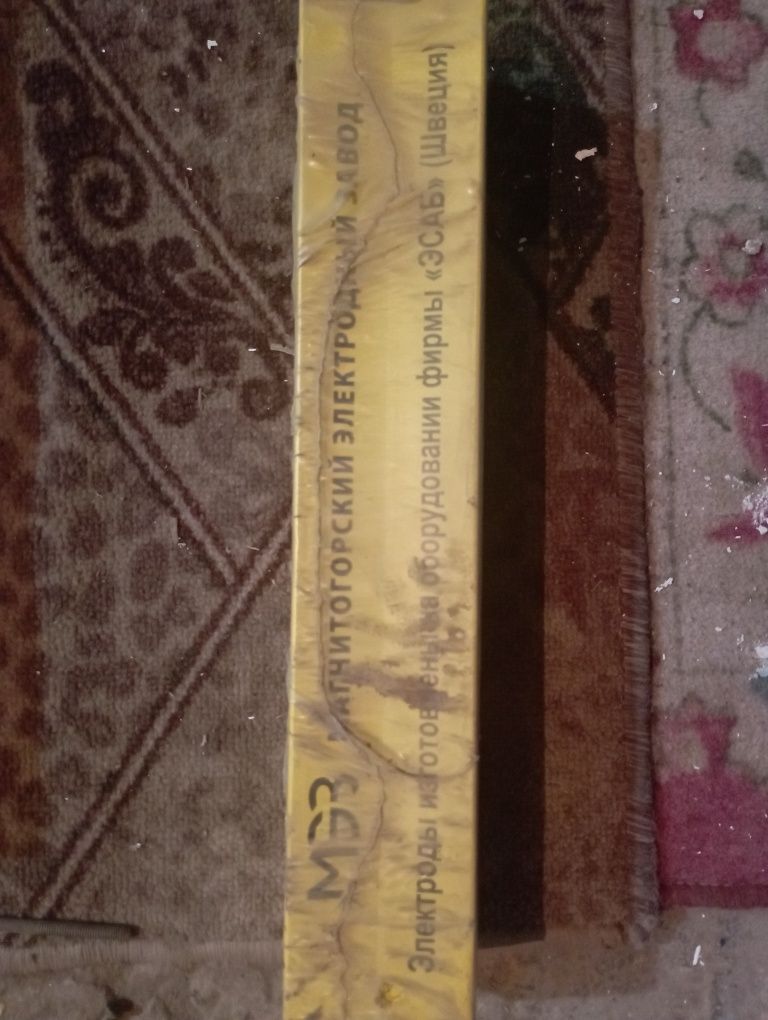 МЭЗ МАГНИТОГОРСКИЙ ЭЛЕКТРОДНЫЙ ЗАВОД
Электроды изготовлены на оборудовании фирмы «ЭСАБ» (Швеция)